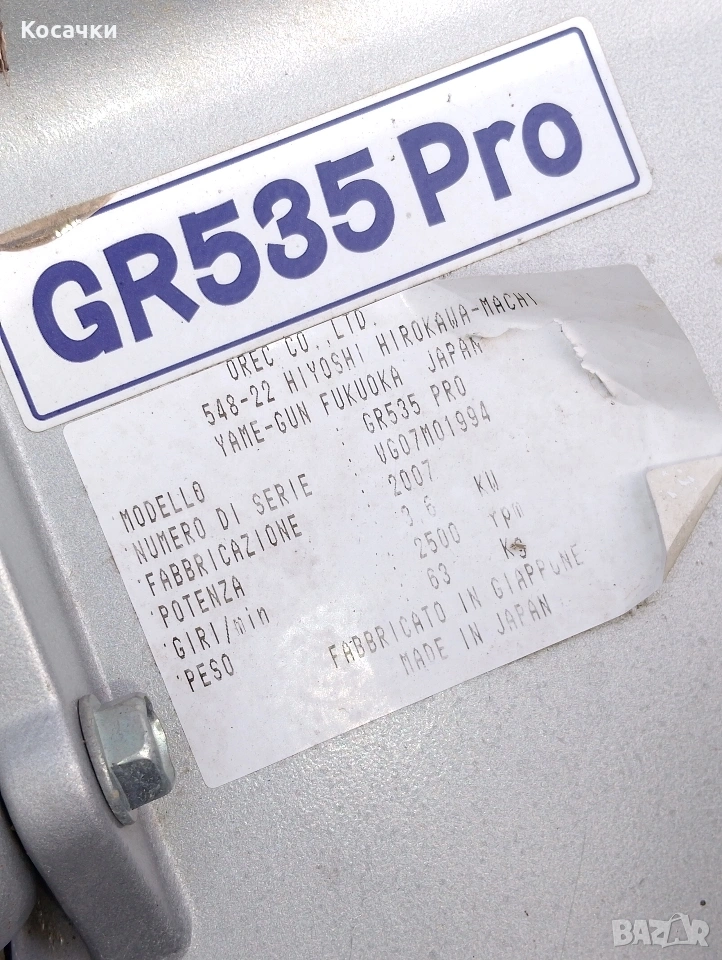 Косачки
GR535 Pro
OREC CO.,LTD.
548-22 HIYOSHI HIROKAWA-MACHI
YAME-GUN FUKUOKA JAPAN
MODELLO : GR535 PRO
NUMERO DI SERIE : VG07M01994
FABBRICAZIONE : 2007
POTENZA : KW
GIRI/min : 2500 rpm
PESO : 63 KG
FABBRICATO IN GIAPPONE
MADE IN JAPAN
BAZAR